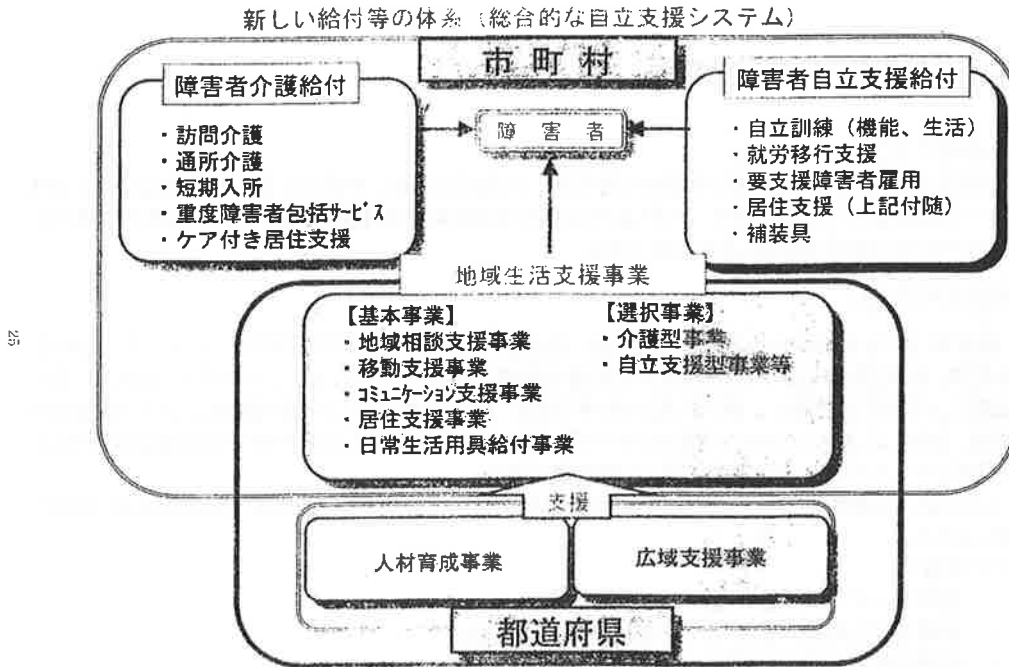 新しい給付等の体系（総合的な自立支援システム）
市町村
障害者介護給付
・訪問介護
・通所介護
・短期入所
・重度障害者包括ｻｰﾋﾞｽ
・ケア付き居住支援
障害者
障害者自立支援給付
・自立訓練（機能、生活）
・就労移行支援
・要支援障害者雇用
・居住支援（上記付随）
・補装具
地域生活支援事業
【基本事業】
・地域相談支援事業
・移動支援事業
・ｺﾐｭﾆｹｰｼｮﾝ支援事業
・居住支援事業
・日常生活用具給付事業
【選択事業】
・介護型事業
・自立支援型事業等
支援
人材育成事業
広域支援事業
都道府県
25